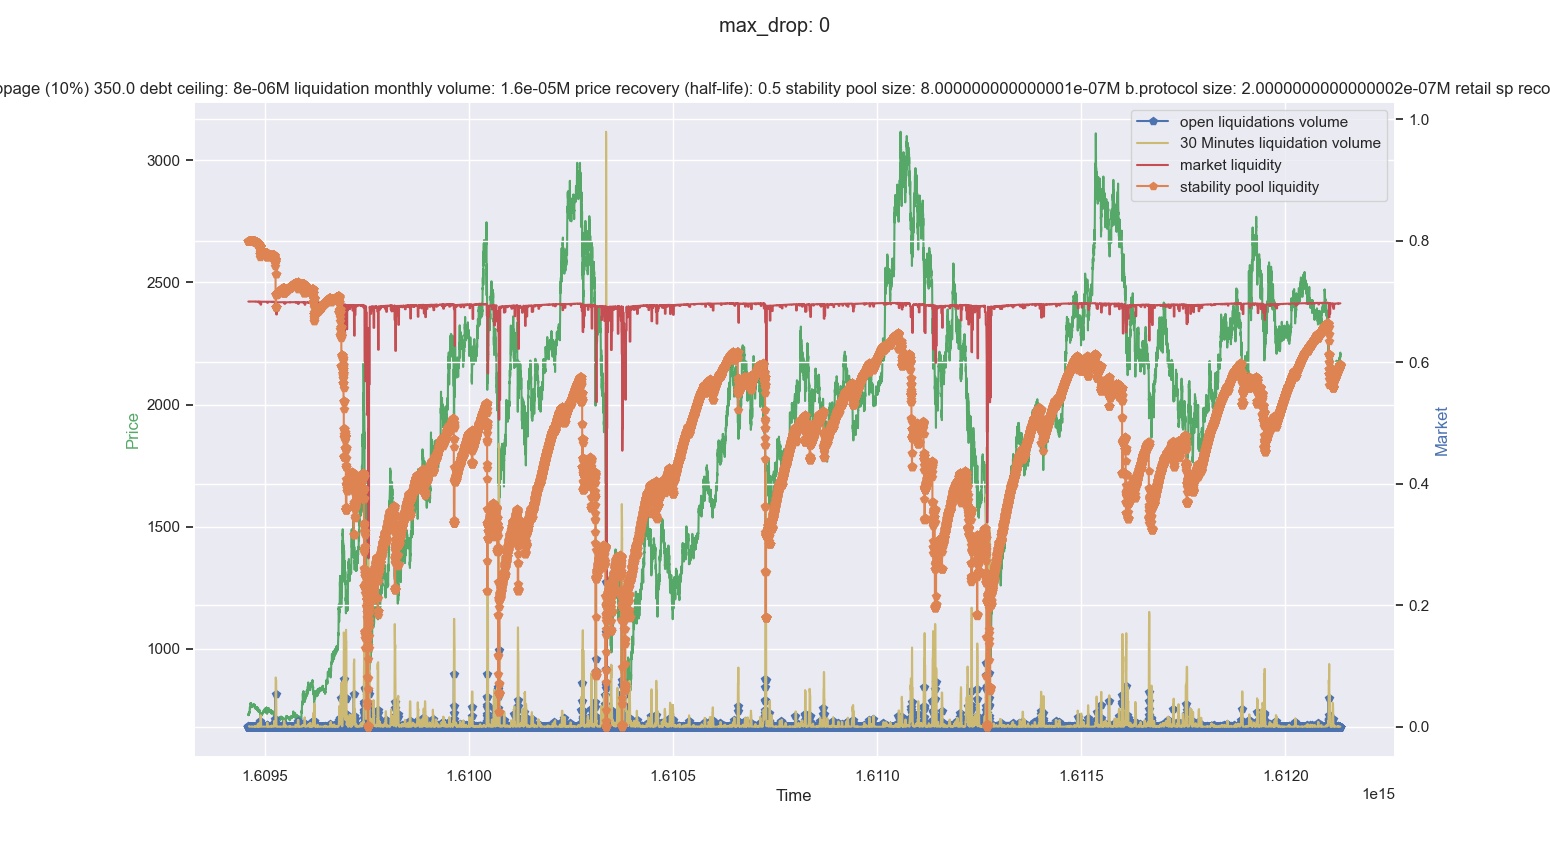 max_drop: 0
(10%) 350.0 debt ceiling: 8e-06M liquidation monthly volume: 1.6e-05M price recovery (half-life): 0.5 stability pool size: 8.000000000000001e-07M b.protocol size: 2.0000000000000002e-07M retail sp
open liquidations volume
30 Minutes liquidation volume
market liquidity
stability pool liquidity
3000
2500
2000
1500
1000
Price
1.0
0.8
0.6
0.4
0.2
0.0
Market
1.6095 1.6100 1.6105 1.6110 1.6115 1.6120
1e15
Time